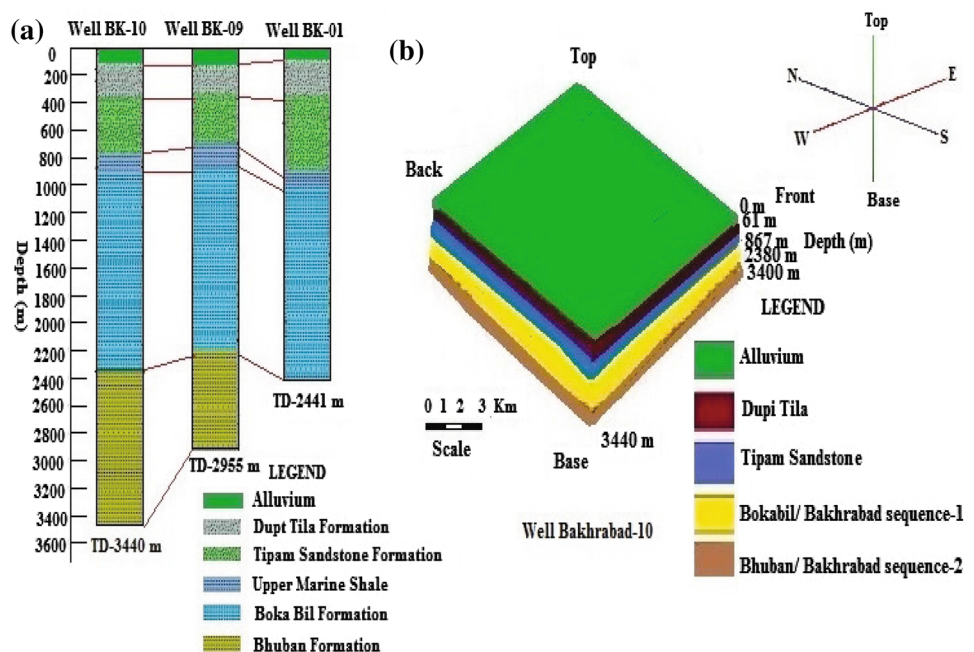 (a)
Well BK-10 Well BK-09 Well BK-01
Depth (m)
0
200
400
600
800
1000
1200
1400
1600
1800
2000
2200
2400
2600
2800
3000
3200
3400
3600
TD-2441 m
TD-2955 m
TD-3440 m
LEGEND
Alluvium
Dupt Tila Formation
Tipam Sandstone Formation
Upper Marine Shale
Boka Bil Formation
Bhuban Formation
(b)
Top
Back
Front
0 m
61 m
867 m
2380 m
3400 m
Depth (m)
3440 m
Base
0 1 2 3 Km
Scale
Well Bakhrabad-10
Top
N
E
W
S
Base
LEGEND
Alluvium
Dupi Tila
Tipam Sandstone
Bokabil/ Bakhrabad sequence-1
Bhuban/ Bakhrabad sequence-2